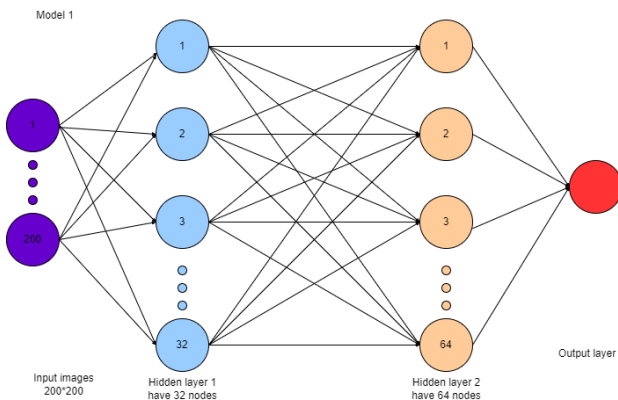 Model 1
1
200
Input images
200*200
1
2
3
32
Hidden layer 1
have 32 nodes
1
2
3
64
Hidden layer 2
have 64 nodes
Output layer